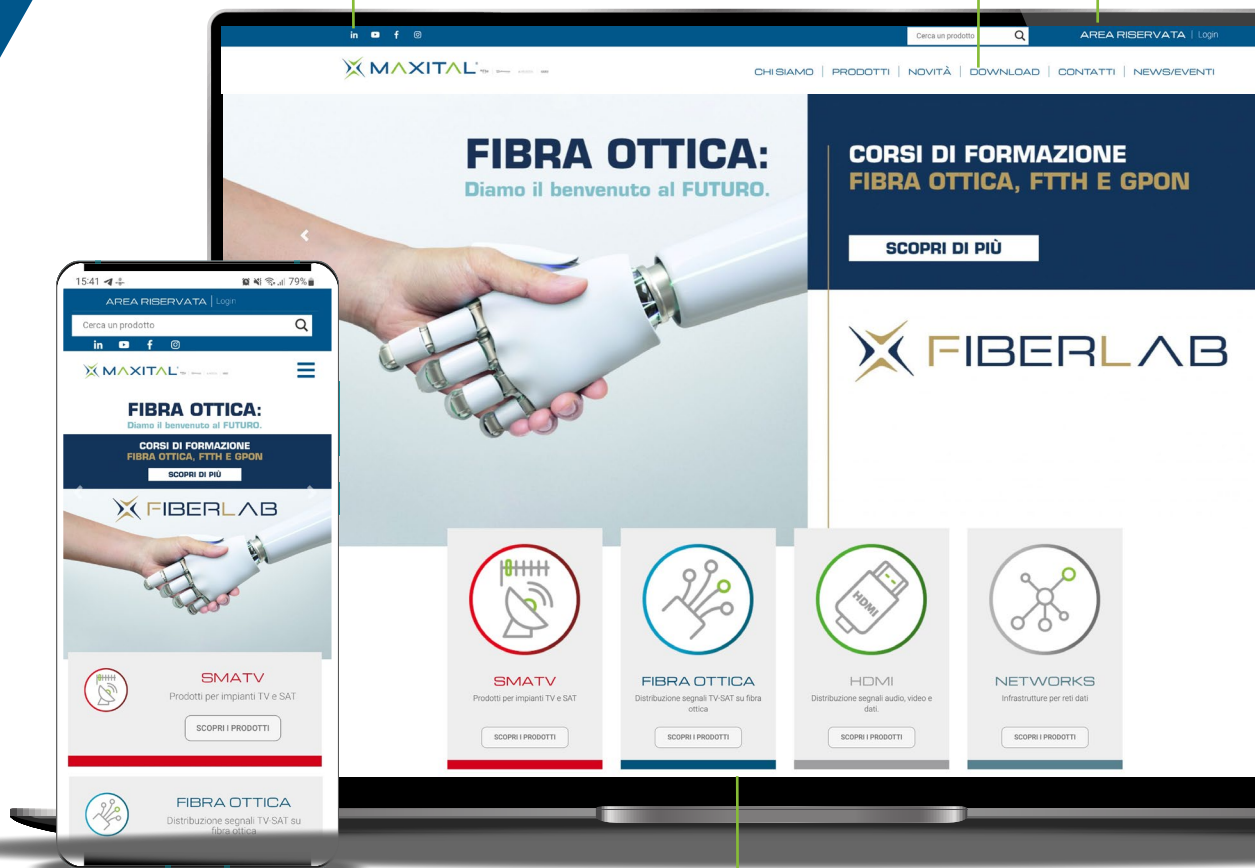 Cerca un prodotto
AREA RISERVATA | Login
MAXITAL
CHI SIAMO | PRODOTTI | NOVITÀ | DOWNLOAD | CONTATTI | NEWS/EVENTI
FIBRA OTTICA:
Diamo il benvenuto al FUTURO.
CORSI DI FORMAZIONE
FIBRA OTTICA, FTTH E GPON
SCOPRI DI PIÙ
FIBERLAB
SMATV
Prodotti per impianti TV e SAT
SCOPRI I PRODOTTI
FIBRA OTTICA
Distribuzione segnali TV-SAT su fibra
ottica
SCOPRI I PRODOTTI
HDMI
HDMI
Distribuzione segnali audio, video e
dati.
SCOPRI I PRODOTTI
NETWORKS
Infrastrutture per reti dati
SCOPRI I PRODOTTI
15:41 79%
AREA RISERVATA | Login
Cerca un prodotto
MAXITAL
FIBRA OTTICA:
Diamo il benvenuto al FUTURO.
CORSI DI FORMAZIONE
FIBRA OTTICA, FTTH E GPON
SCOPRI DI PIÙ
FIBERLAB
SMATV
Prodotti per impianti TV e SAT
SCOPRI I PRODOTTI
FIBRA OTTICA
Distribuzione segnali TV-SAT su
fibra ottica